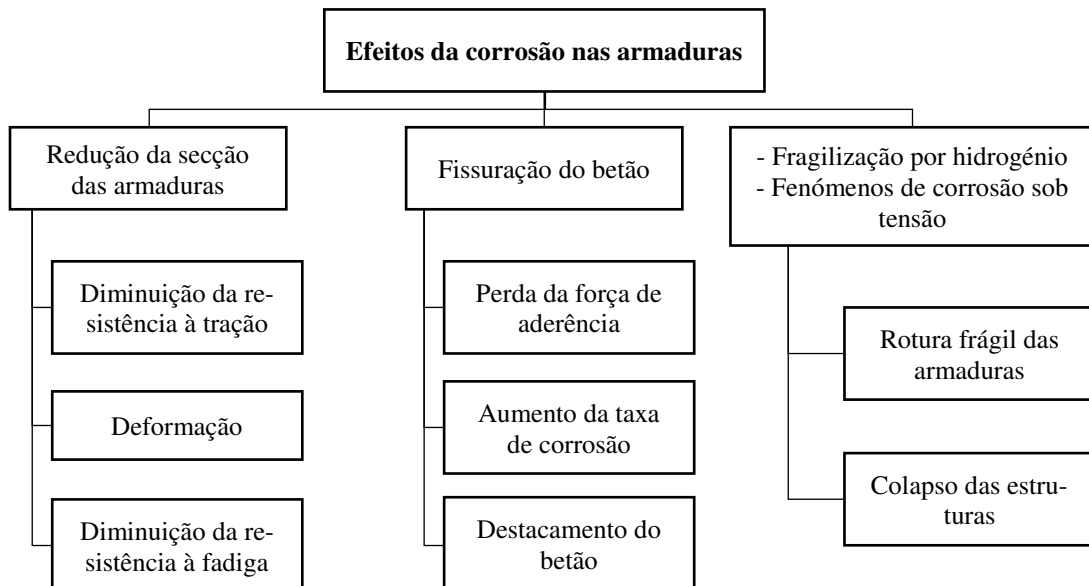 Efeitos da corrosão nas armaduras
Redução da secção
das armaduras
Diminuição da re-
sistência à tração
Deformação
Diminuição da re-
sistência à fadiga
Fissuração do betão
Perda da força de
aderência
Aumento da taxa
de corrosão
Destacamento do
betão
- Fragilização por hidrogénio
- Fenómenos de corrosão sob
tensão
Rotura frágil das
armaduras
Colapso das estru-
turas